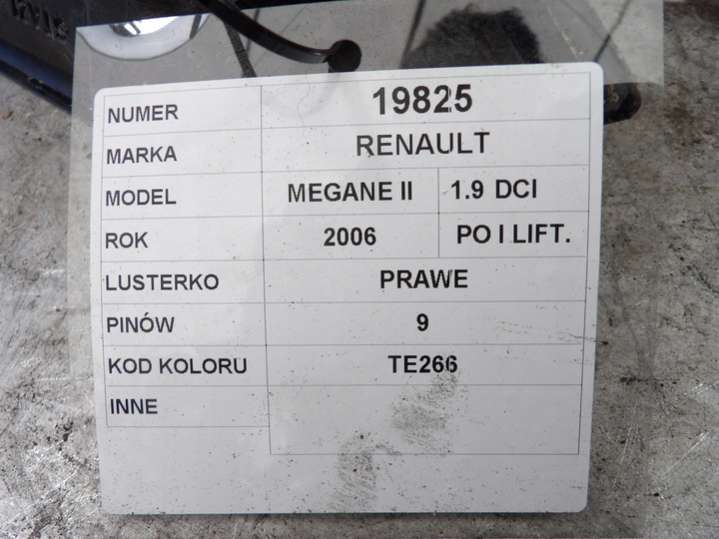 NUMER 19825
MARKA RENAULT
MODEL MEGANE II 1.9 DCI
ROK 2006 PO I LIFT.
LUSTERKO PRAWE
PINÓW 9
KOD KOLORU TE266
INNE